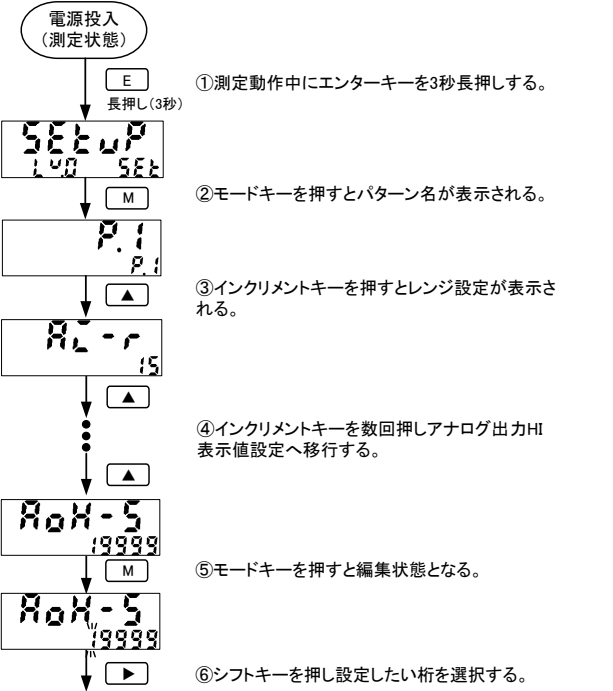 電源投入
(測定状態)
E
長押し(3秒)
①測定動作中にエンターキーを3秒長押しする。
SEtuP
Lv.0 SEt
M
②モードキーを押すとパターン名が表示される。
P. 1
P. 1
▲
③インクリメントキーを押すとレンジ設定が表示さ
れる。
15
▲
④インクリメントキーを数回押しアナログ出力HI
表示値設定へ移行する。
▲
AoH-S
19999
M
⑤モードキーを押すと編集状態となる。
AoH-S
19999
▶
⑥シフトキーを押し設定したい桁を選択する。